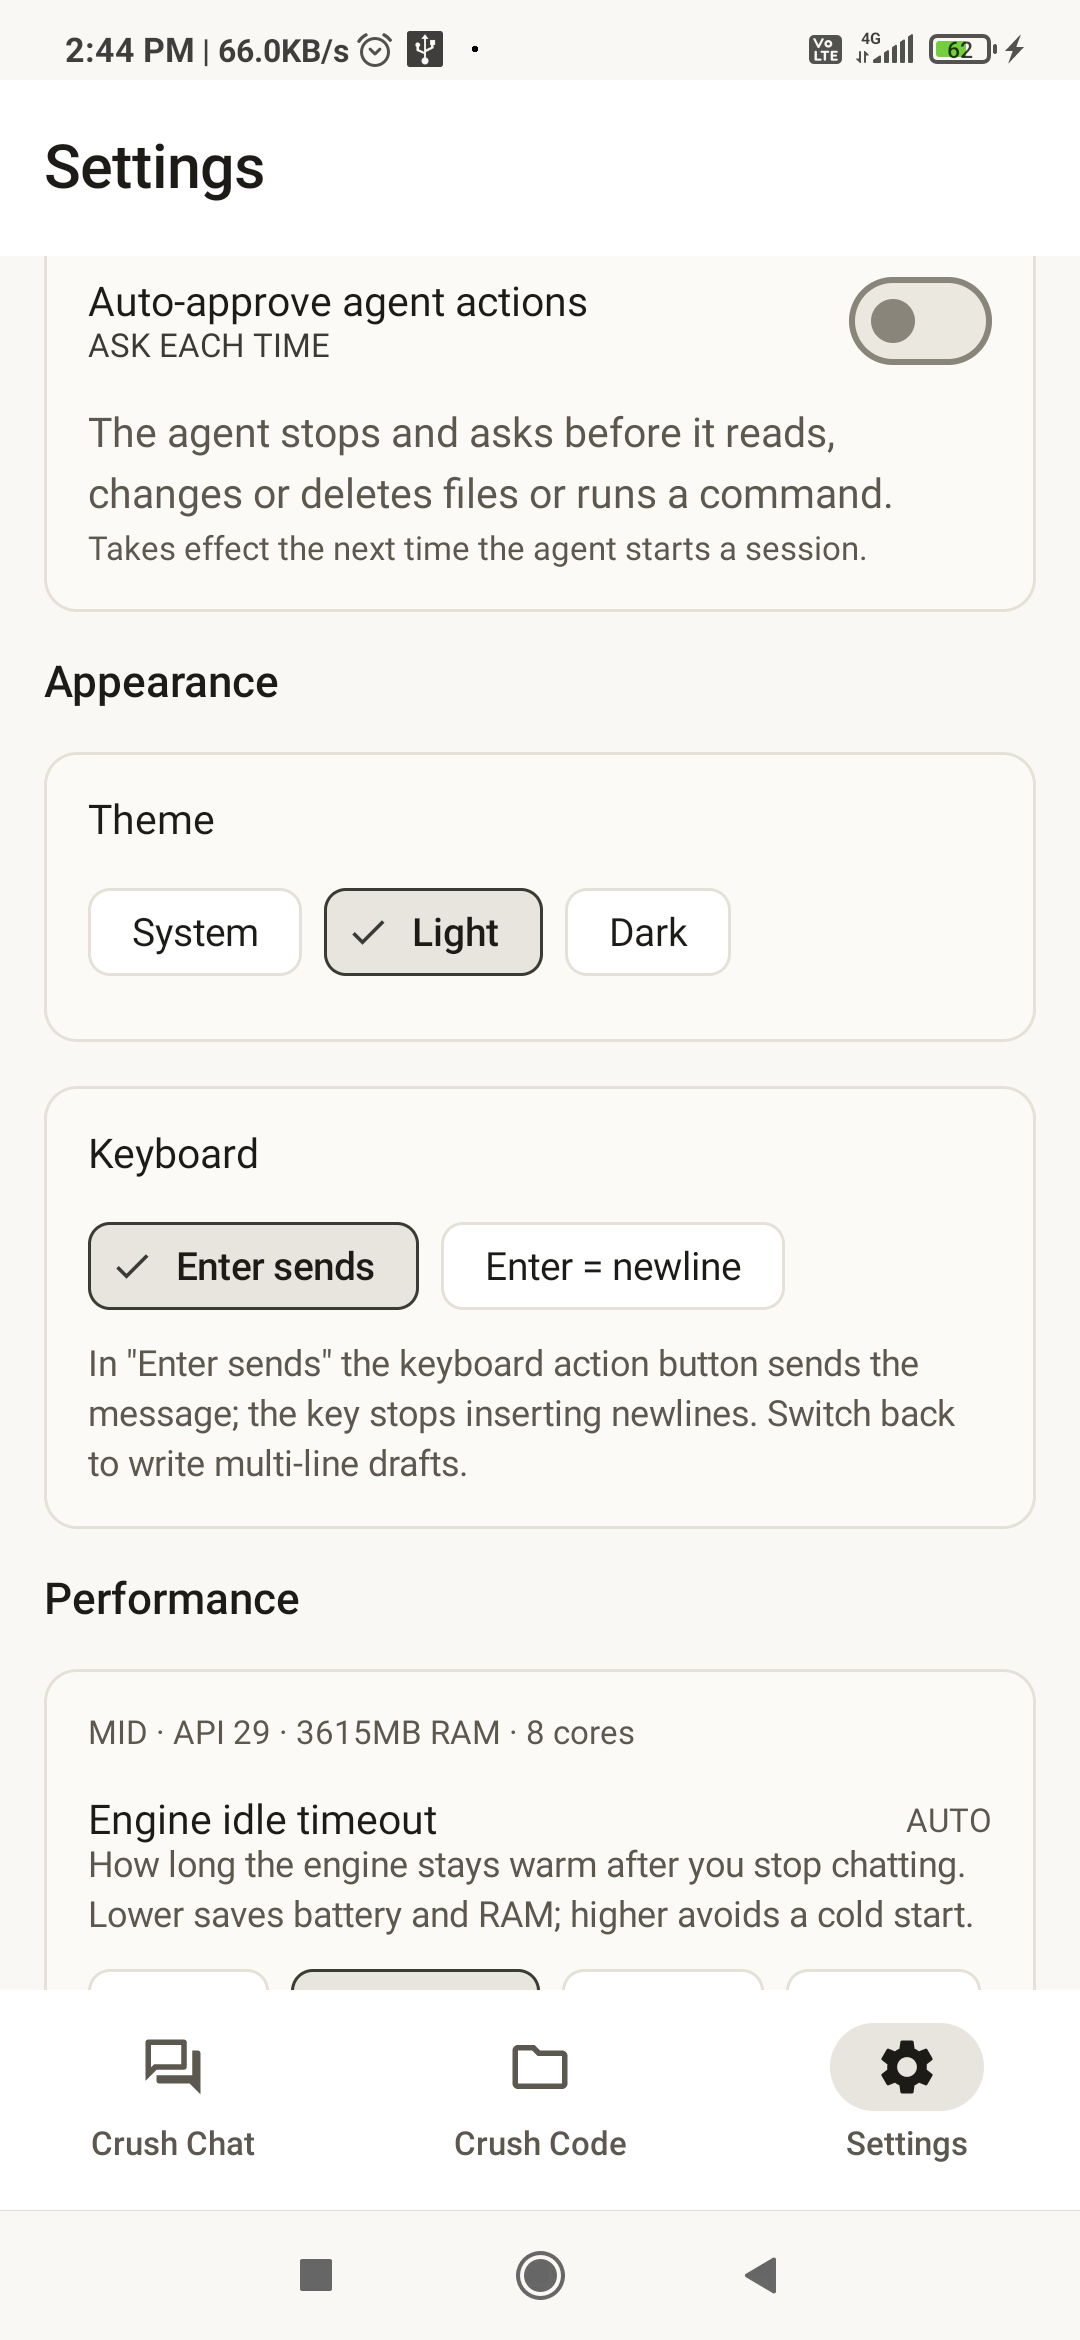 2:44 PM | 66.0KB/s
Vo LTE
4G
62
Settings
Auto-approve agent actions
ASK EACH TIME
The agent stops and asks before it reads,
changes or deletes files or runs a command.
Takes effect the next time the agent starts a session.
Appearance
Theme
System
Light
Dark
Keyboard
Enter sends
Enter = newline
In "Enter sends" the keyboard action button sends the
message; the key stops inserting newlines. Switch back
to write multi-line drafts.
Performance
MID · API 29 · 3615MB RAM · 8 cores
Engine idle timeout
AUTO
How long the engine stays warm after you stop chatting.
Lower saves battery and RAM; higher avoids a cold start.
Crush Chat
Crush Code
Settings